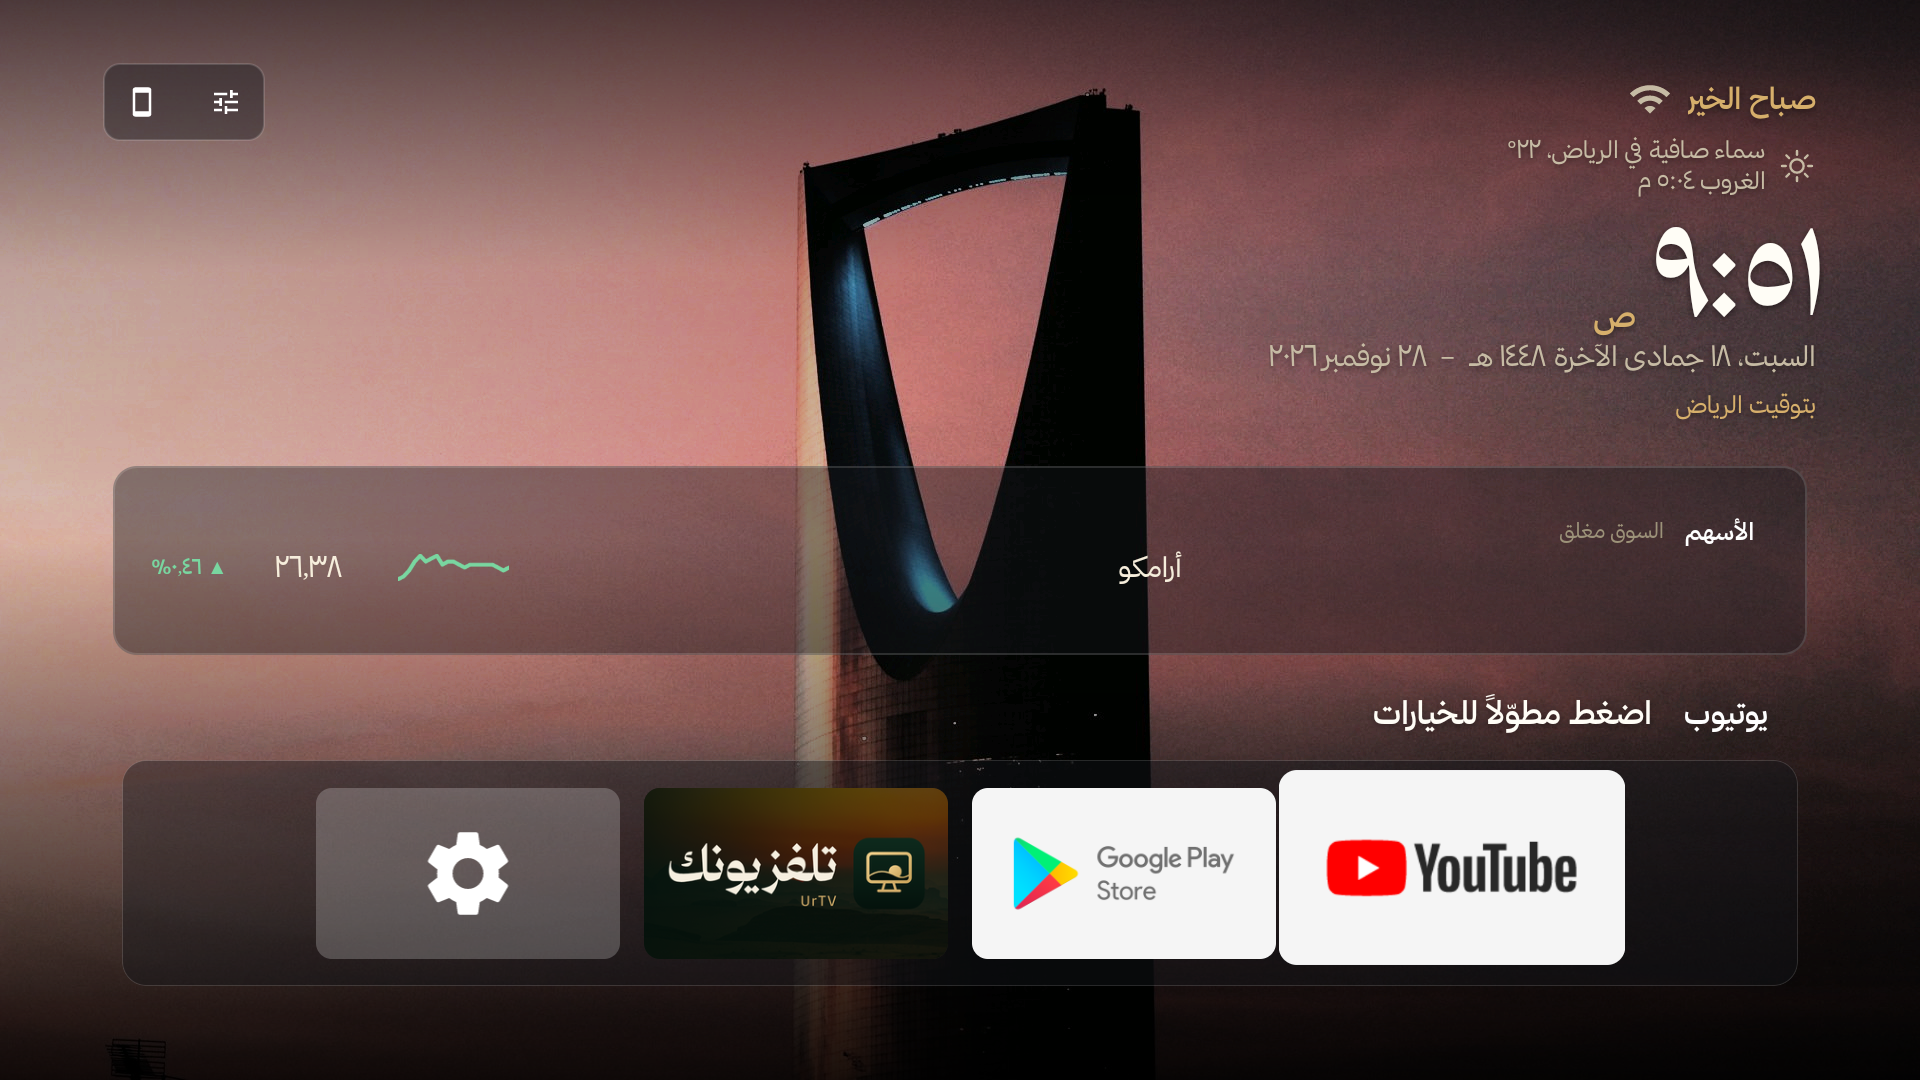 صباح الخير
سماء صافية في الرياض، ٢٢°
الغروب ٥:٠٤ م
٩:٥١ ص
السبت، ١٨ جمادى الآخرة ١٤٤٨ هـ – ٢٨ نوفمبر ٢٠٢٦
بتوقيت الرياض
الأسهم السوق مغلق
أرامكو ٢٦,٣٨ ▲ ٠,٤٦%
يوتيوب اضغط مطوّلاً للخيارات
YouTube
Google Play
Store
تلفزيونك
UrTV